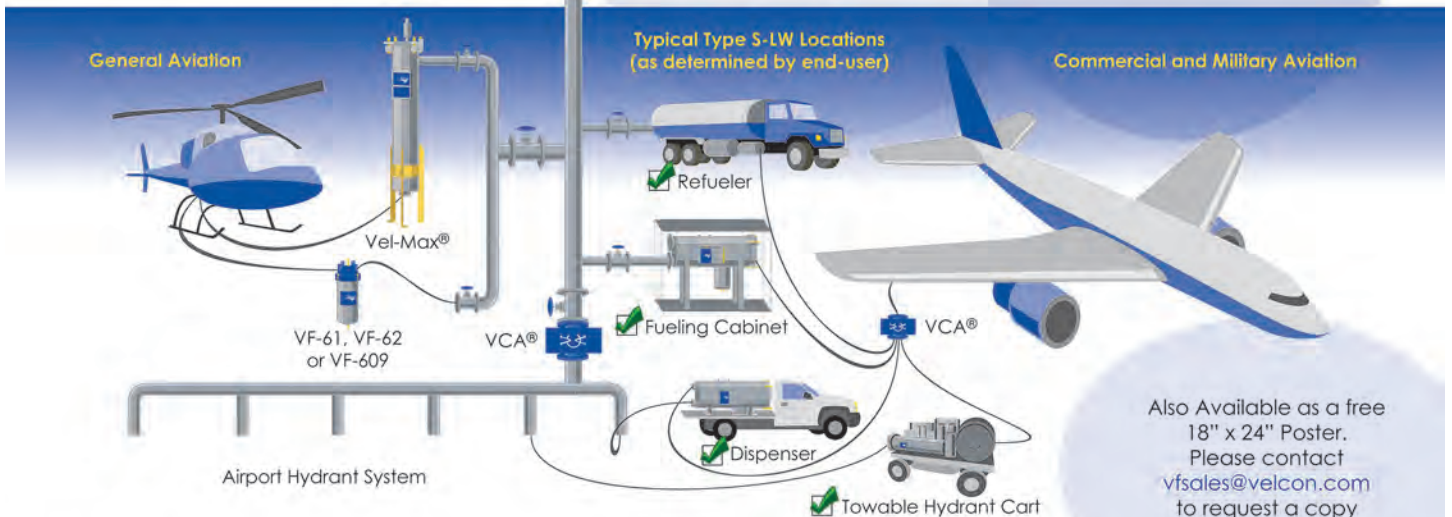 General Aviation
Typical Type S-LW Locations
(as determined by end-user)
Commercial and Military Aviation
Refueler
Vel-Max®
Fueling Cabinet
VCA®
VF-61, VF-62
or VF-609
VCA®
Dispenser
Airport Hydrant System
Towable Hydrant Cart
Also Available as a free
18" x 24" Poster.
Please contact
vfsales@velcon.com
to request a copy